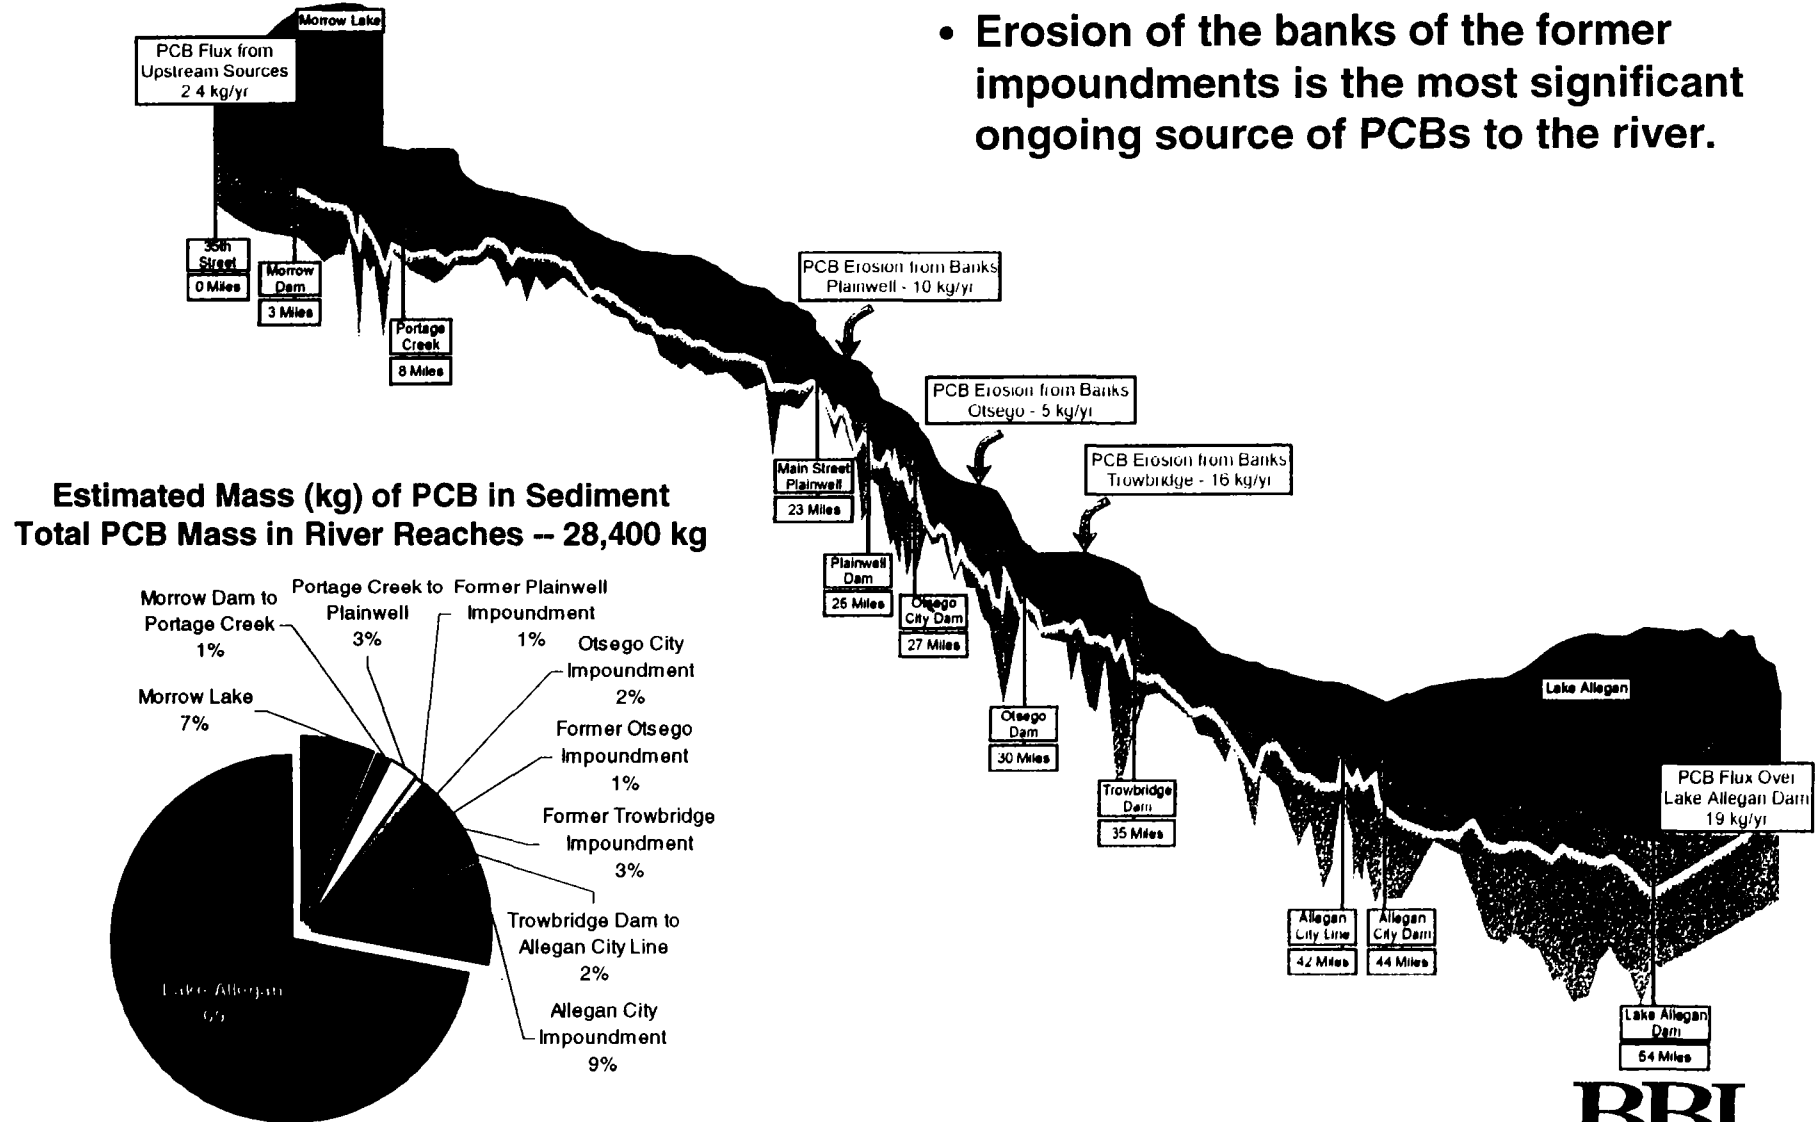 • Erosion of the banks of the former
impoundments is the most significant
ongoing source of PCBs to the river.
Morrow Lake
PCB Flux from
Upstream Sources
2.4 kg/yr
35th
Street
0 Miles
Morrow
Dam
3 Miles
Portage
Creek
8 Miles
PCB Erosion from Banks
Plainwell - 10 kg/yr
PCB Erosion from Banks
Otsego - 5 kg/yr
PCB Erosion from Banks
Trowbridge - 16 kg/yr
Main Street
Plainwell
23 Miles
Plainwell
Dam
25 Miles
Otsego
City Dam
27 Miles
Otsego
Dam
30 Miles
Trowbridge
Dam
35 Miles
Lake Allegan
PCB Flux Over
Lake Allegan Dam
19 kg/yr
Allegan
City Line
42 Miles
Allegan
City Dam
44 Miles
Lake Allegan
Dam
54 Miles
Estimated Mass (kg) of PCB in Sediment
Total PCB Mass in River Reaches -- 28,400 kg
Morrow Dam to
Portage Creek
1%
Portage Creek to
Plainwell
3%
Former Plainwell
Impoundment
1%
Otsego City
Impoundment
2%
Morrow Lake
7%
Former Otsego
Impoundment
1%
Former Trowbridge
Impoundment
3%
Trowbridge Dam to
Allegan City Line
2%
Allegan City
Impoundment
9%
Lake Allegan